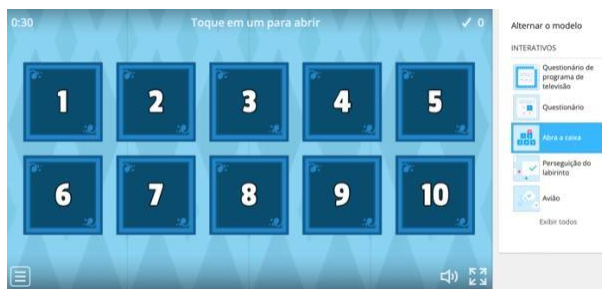 0:30
Toque em um para abrir
✓ 0
1 2 3 4 5
6 7 8 9 10
Alternar o modelo
INTERATIVOS
Questionário de
programa de
televisão
Questionário
Abra a caixa
Perseguição do
labirinto
Avião
Exibir todos